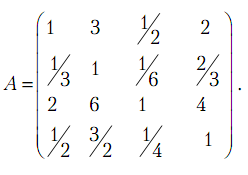 1 3 1/2 2
1/3 1 1/6 2/3
A = 2 6 1 4 .
1/2 3/2 1/4 1